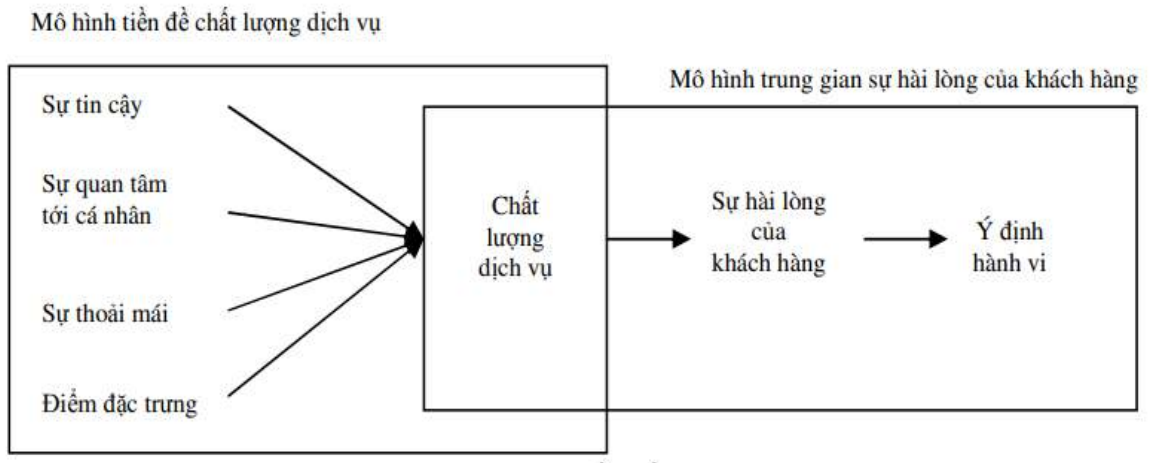 Mô hình tiền đề chất lượng dịch vụ
Mô hình trung gian sự hài lòng của khách hàng
Sự tin cậy
Sự quan tâm
tới cá nhân
Sự thoải mái
Điểm đặc trưng
Chất
lượng
dịch vụ
Sự hài lòng
của
khách hàng
Ý định
hành vi